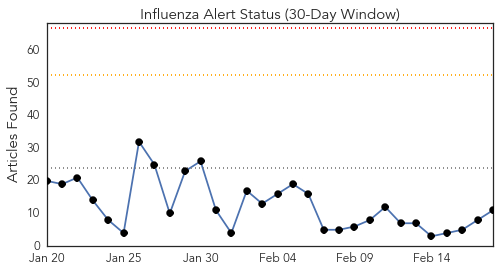 Influenza Alert Status (30-Day Window)
Articles Found
60
50
40
30
20
10
0
Jan 20 Jan 25 Jan 30 Feb 04 Feb 09 Feb 14